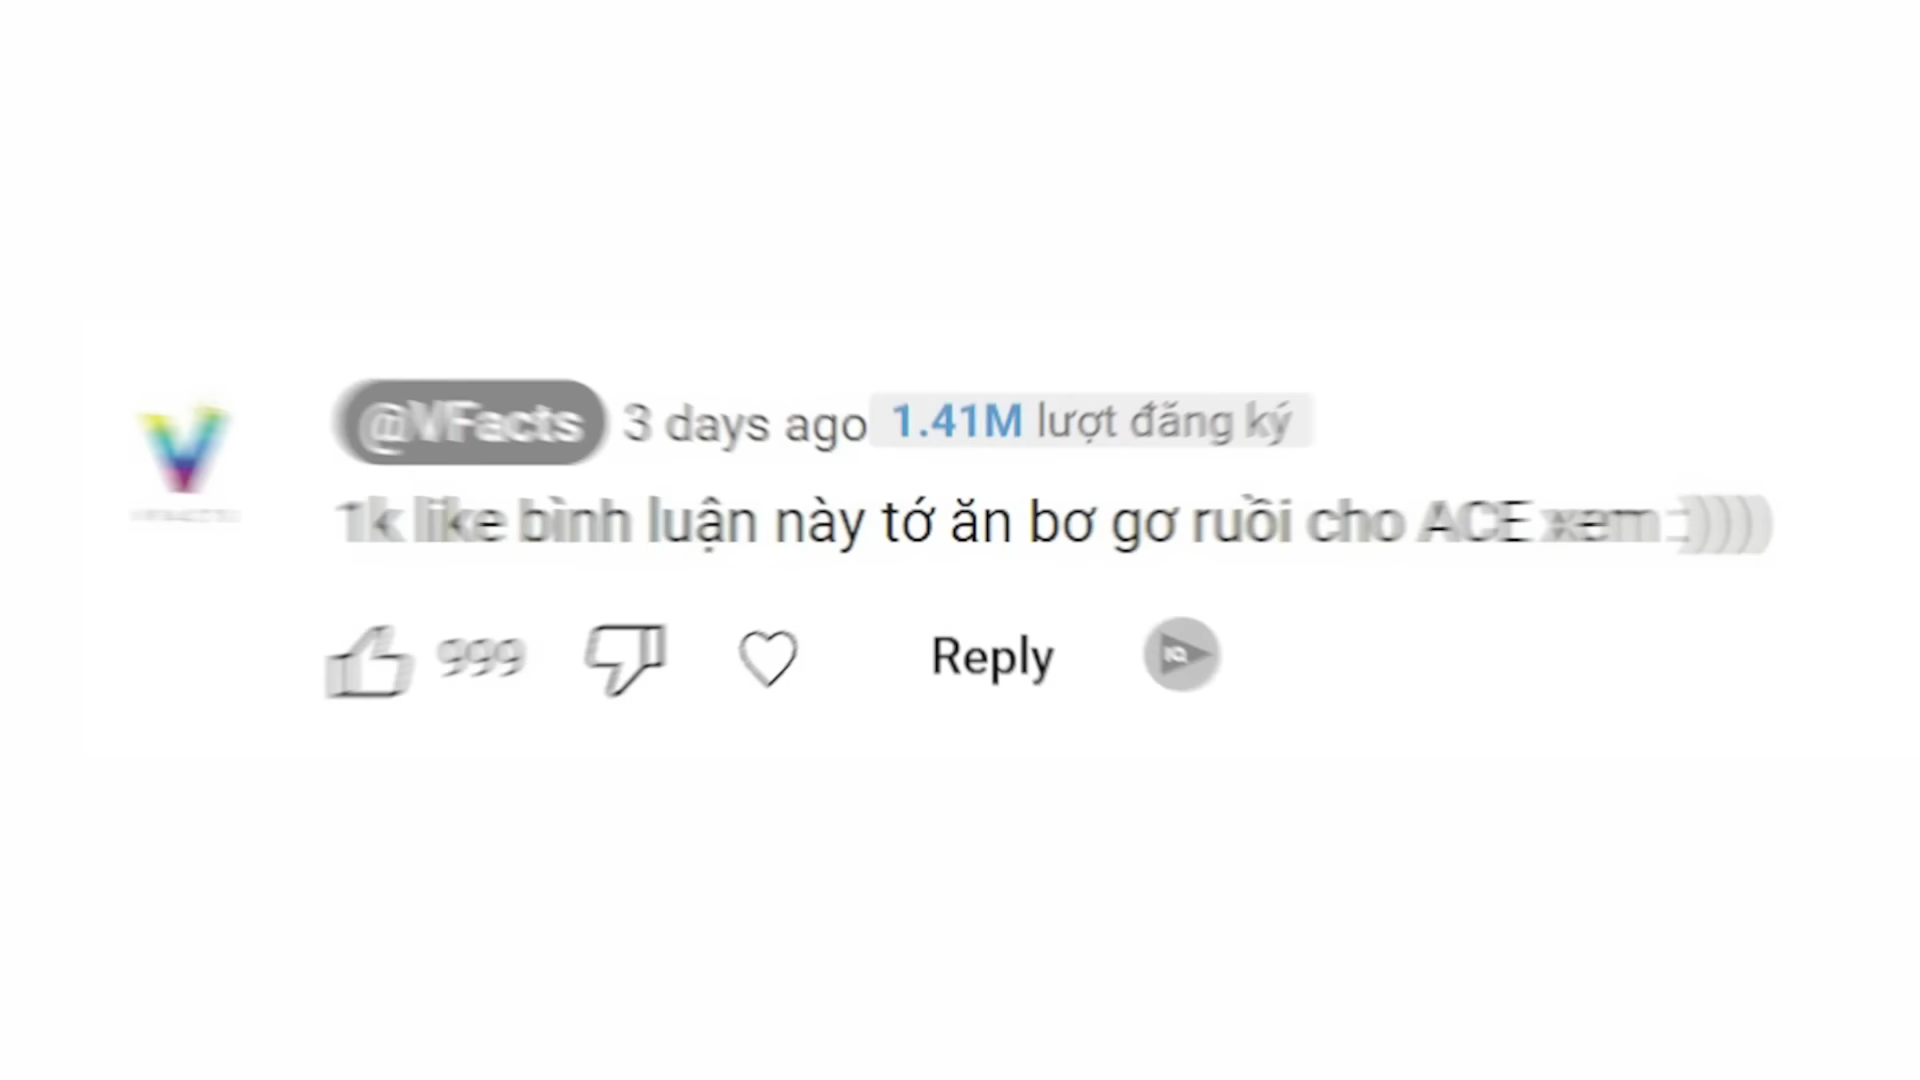 @VFacts 3 days ago 1.41M lượt đăng ký
1k like bình luận này tớ ăn bơ gơ ruồi cho ACE xem :))))
999 Reply
IQ